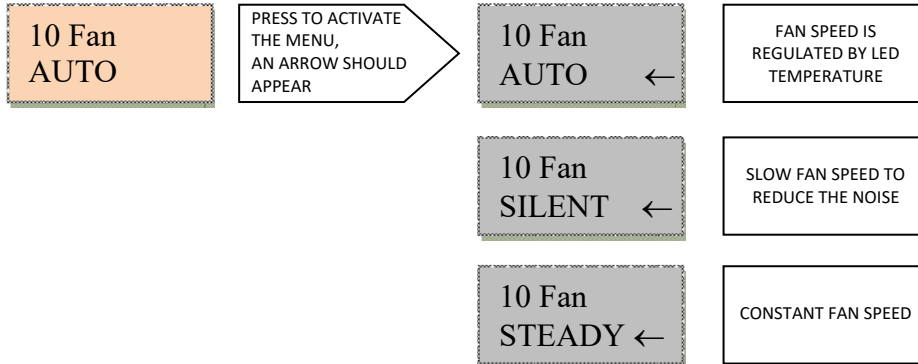 10 Fan
AUTO
PRESS TO ACTIVATE
THE MENU,
AN ARROW SHOULD
APPEAR
10 Fan
AUTO ←
FAN SPEED IS
REGULATED BY LED
TEMPERATURE
10 Fan
SILENT ←
SLOW FAN SPEED TO
REDUCE THE NOISE
10 Fan
STEADY ←
CONSTANT FAN SPEED